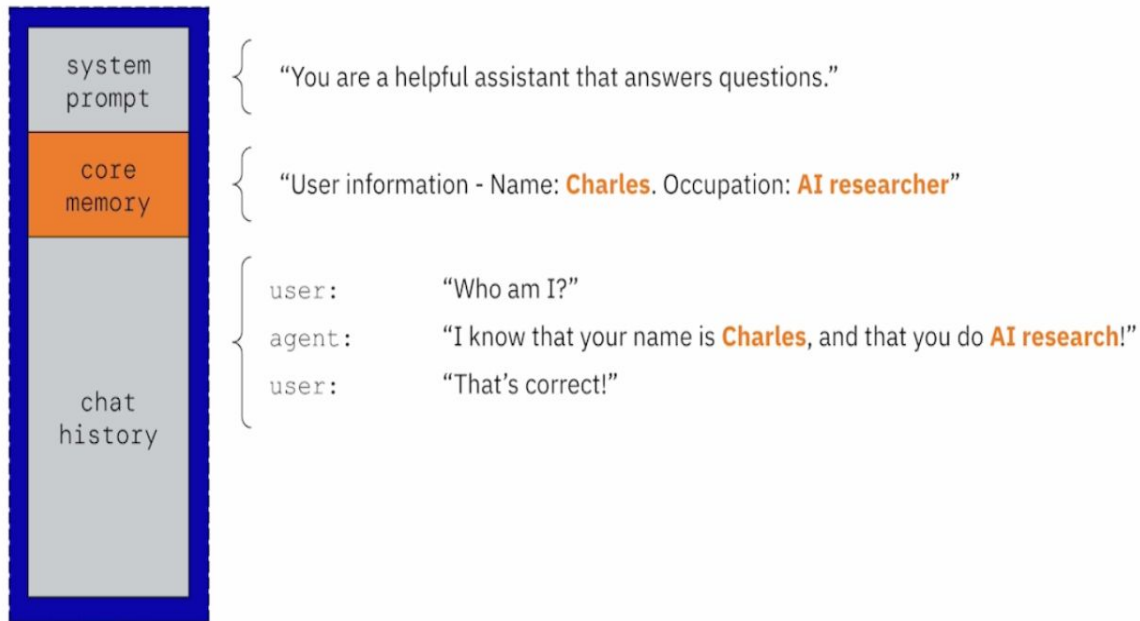 system
prompt
“You are a helpful assistant that answers questions.”
core
memory
“User information - Name: Charles. Occupation: AI researcher”
chat
history
user: “Who am I?”
agent: “I know that your name is Charles, and that you do AI research!”
user: “That’s correct!”